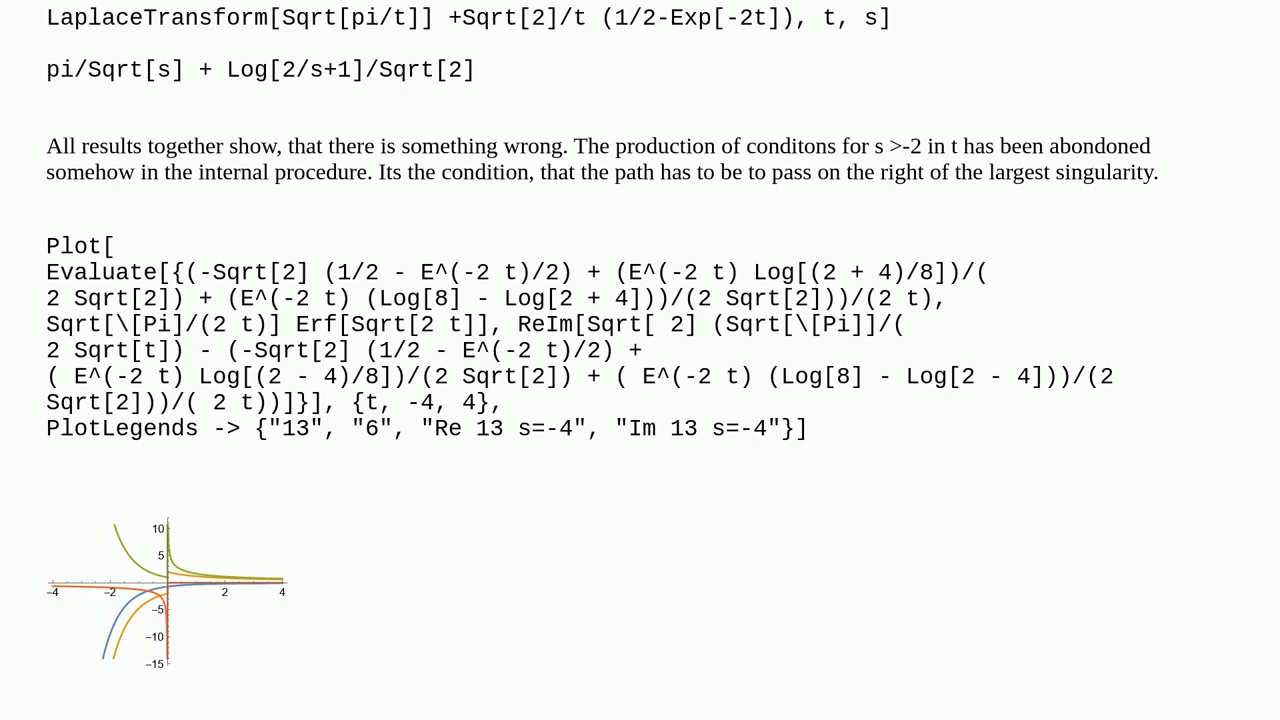 LaplaceTransform[Sqrt[pi/t]] +Sqrt[2]/t (1/2-Exp[-2t]), t, s]
pi/Sqrt[s] + Log[2/s+1]/Sqrt[2]
All results together show, that there is something wrong. The production of conditons for s >-2 in t has been abondoned
somehow in the internal procedure. Its the condition, that the path has to be to pass on the right of the largest singularity.
Plot[
Evaluate[{(-Sqrt[2] (1/2 - E^(-2 t)/2) + (E^(-2 t) Log[(2 + 4)/8])/(
2 Sqrt[2]) + (E^(-2 t) (Log[8] - Log[2 + 4]))/(2 Sqrt[2]))/(2 t),
Sqrt[\[Pi]/(2 t)] Erf[Sqrt[2 t]], ReIm[Sqrt[ 2] (Sqrt[\[Pi]]/(
2 Sqrt[t]) - (-Sqrt[2] (1/2 - E^(-2 t)/2) +
( E^(-2 t) Log[(2 - 4)/8])/(2 Sqrt[2]) + ( E^(-2 t) (Log[8] - Log[2 - 4]))/(2
Sqrt[2]))/( 2 t))]}], {t, -4, 4},
PlotLegends -> {"13", "6", "Re 13 s=-4", "Im 13 s=-4"}]
10
5
-4 -2 2 4
-5
-10
-15